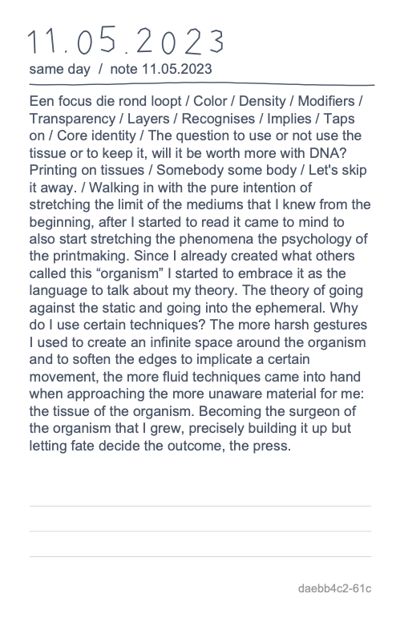 11.05.2023
same day / note 11.05.2023
Een focus die rond loopt / Color / Density / Modifiers /
Transparency / Layers / Recognises / Implies / Taps
on / Core identity / The question to use or not use the
tissue or to keep it, will it be worth more with DNA?
Printing on tissues / Somebody some body / Let's skip
it away. / Walking in with the pure intention of
stretching the limit of the mediums that I knew from the
beginning, after I started to read it came to mind to
also start stretching the phenomena the psychology of
the printmaking. Since I already created what others
called this “organism” I started to embrace it as the
language to talk about my theory. The theory of going
against the static and going into the ephemeral. Why
do I use certain techniques? The more harsh gestures
I used to create an infinite space around the organism
and to soften the edges to implicate a certain
movement, the more fluid techniques came into hand
when approaching the more unaware material for me:
the tissue of the organism. Becoming the surgeon of
the organism that I grew, precisely building it up but
letting fate decide the outcome, the press.
daebb4c2-61c